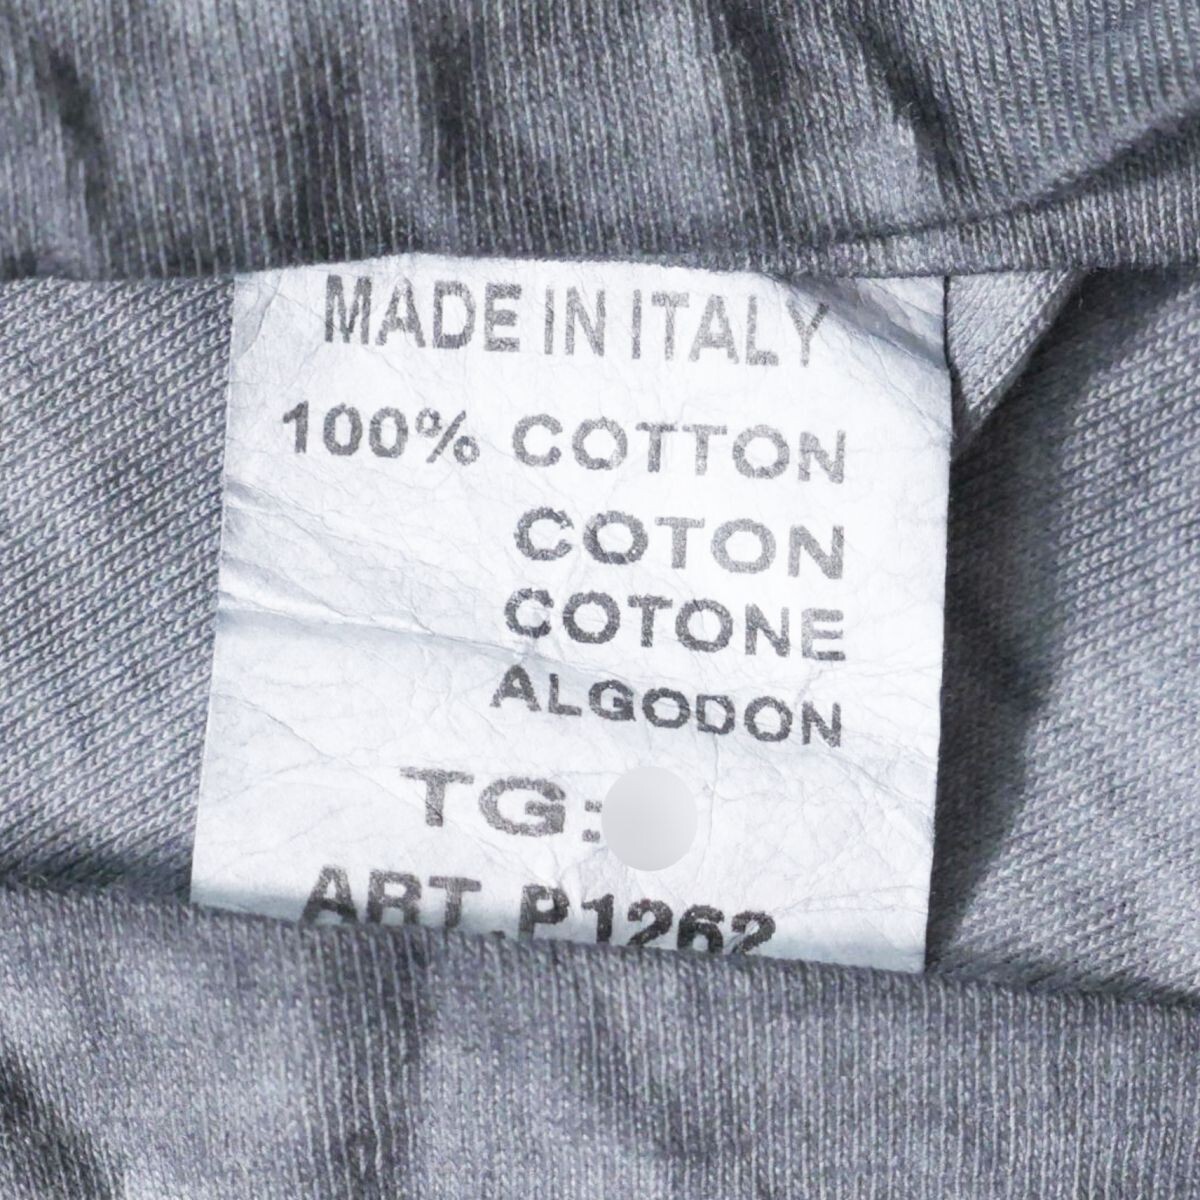 MADE IN ITALY
100% COTTON
COTON
COTONE
ALGODON
TG:
ART.P1262